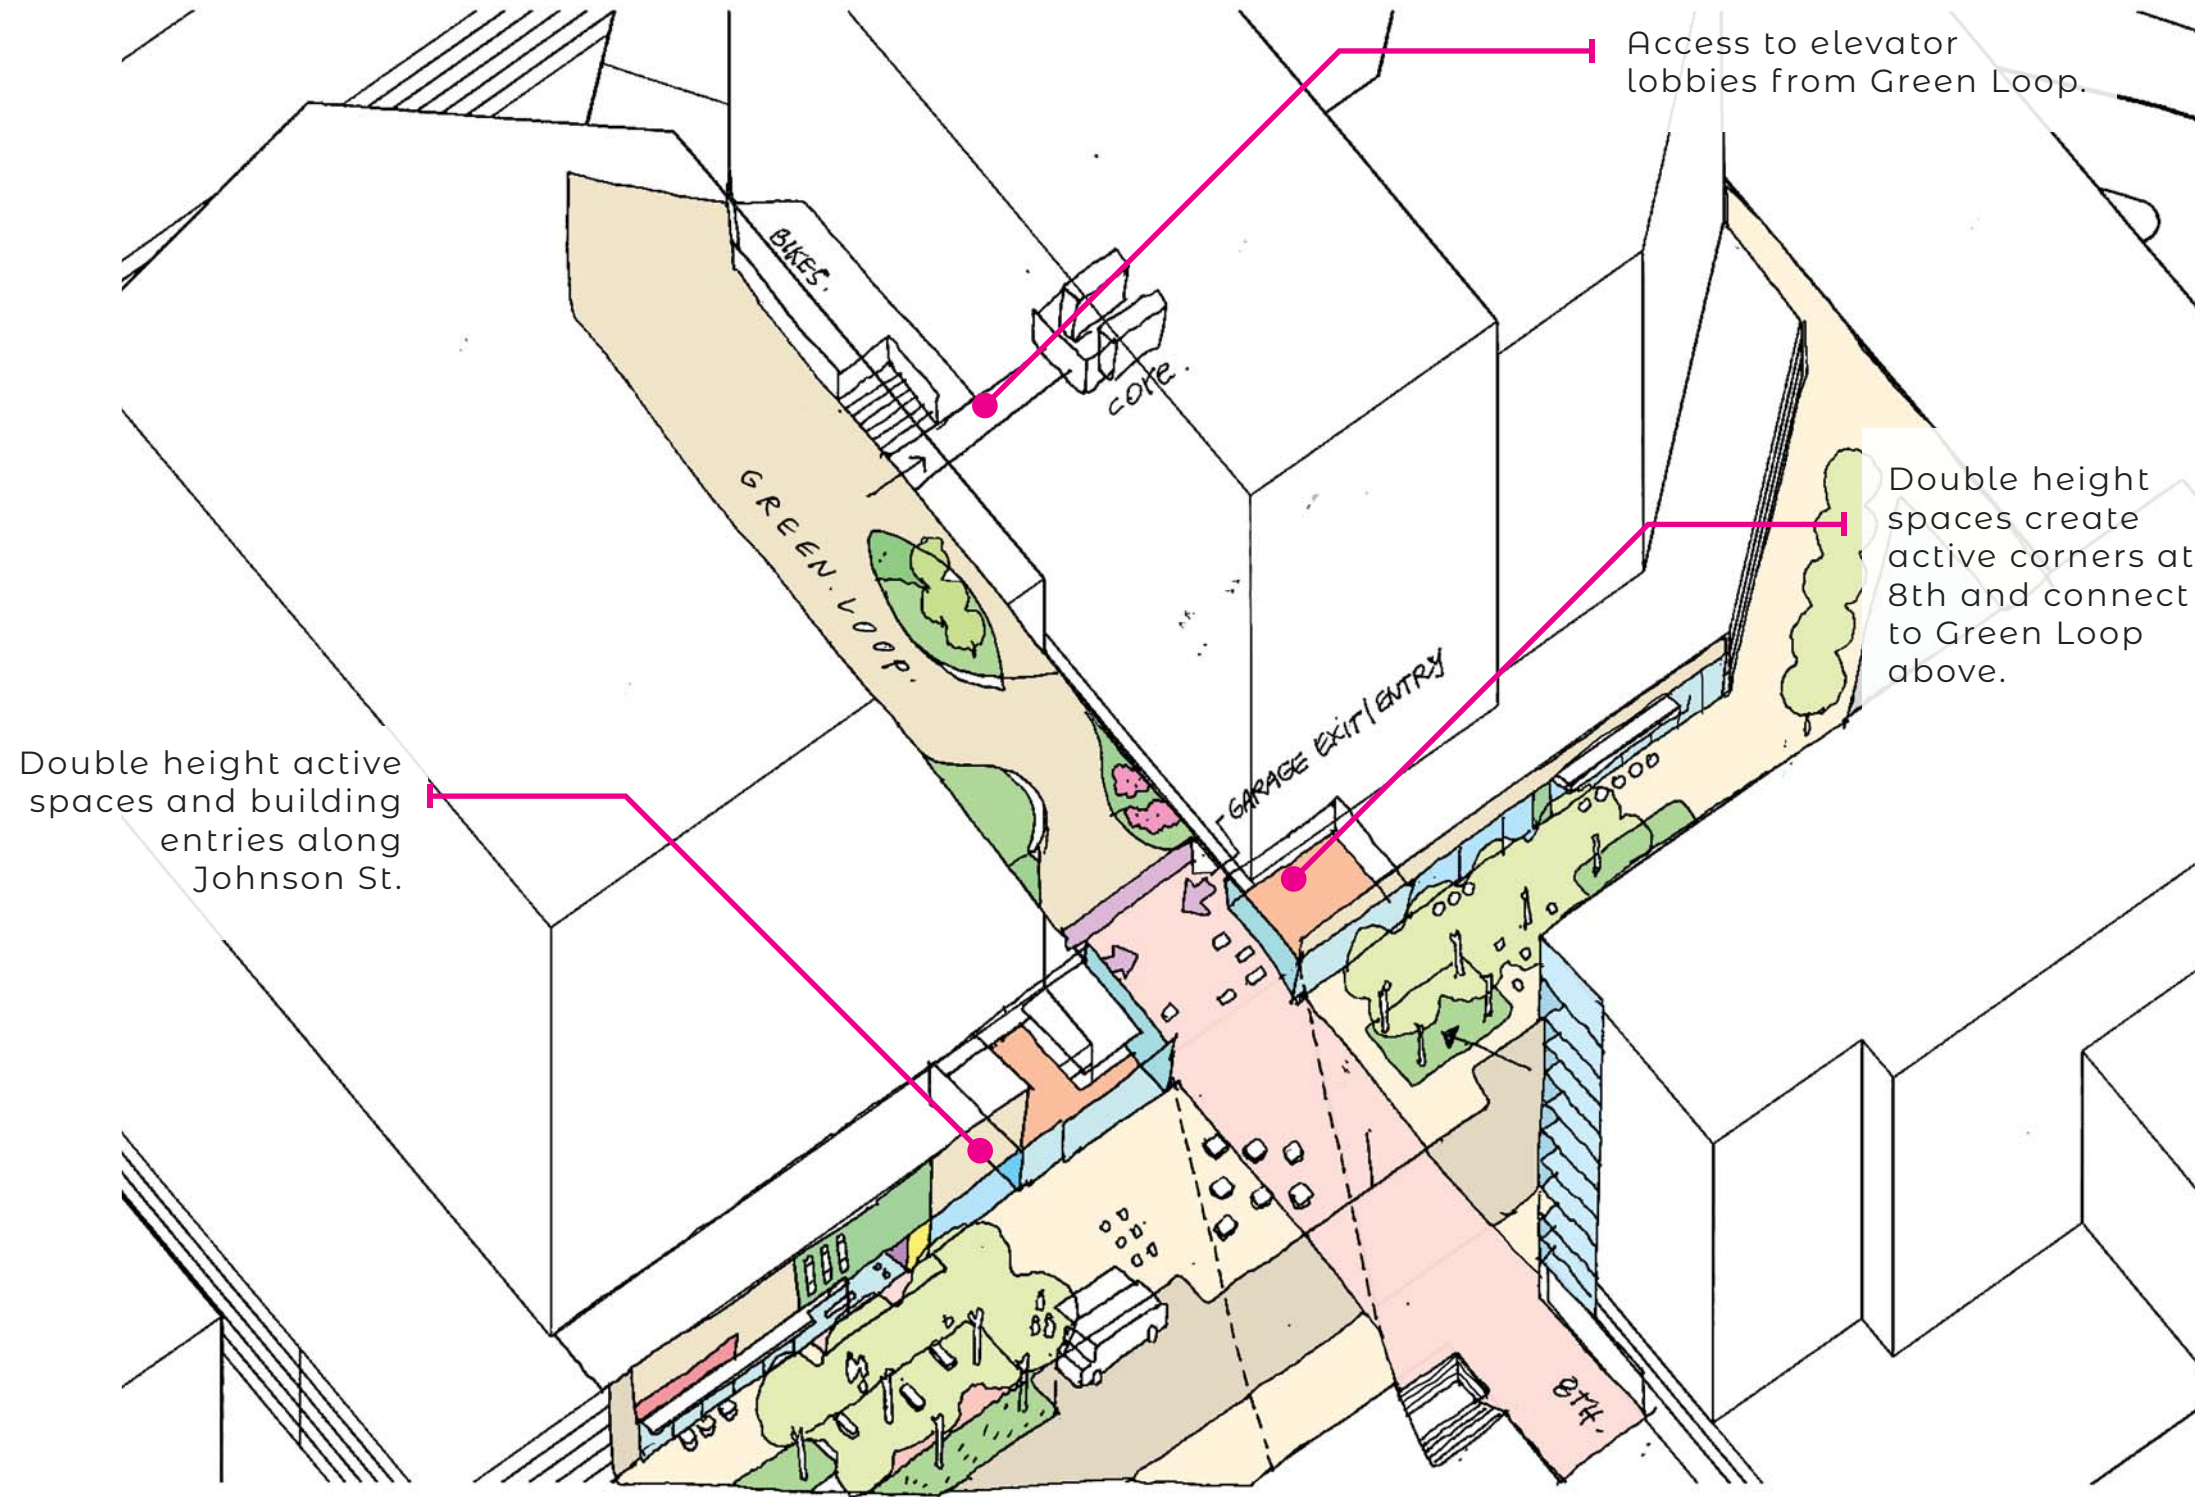 Access to elevator
lobbies from Green Loop.
BIKES.
core.
GREEN.LOOP.
Double height
spaces create
active corners at
8th and connect
to Green Loop
above.
GARAGE EXIT/ENTRY
Double height active
spaces and building
entries along
Johnson St.
8TH.